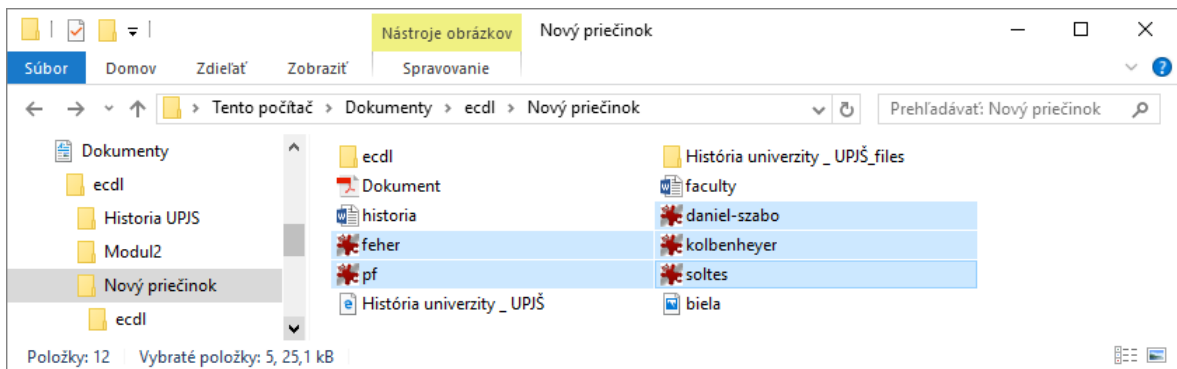 Nástroje obrázkov Nový priečinok
Súbor Domov Zdieľať Zobraziť Spravovanie
Tento počítač Dokumenty ecdl Nový priečinok Prehľadávať: Nový priečinok
Dokumenty
ecdl
Historia UPJS
Modul2
Nový priečinok
ecdl
ecdl História univerzity _ UPJŠ_files
Dokument faculty
historia daniel-szabo
feher kolbenheyer
pf soltes
História univerzity _ UPJŠ biela
Položky: 12 Vybraté položky: 5, 25,1 kB